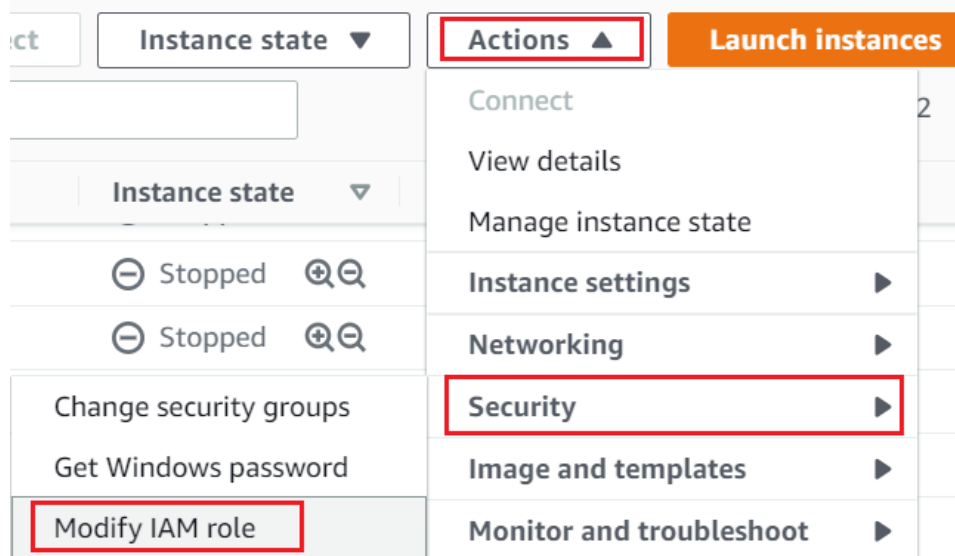 ct
Instance state
Actions
Launch instances
Connect
2
View details
Instance state
Manage instance state
Stopped
Instance settings
Stopped
Networking
Change security groups
Security
Get Windows password
Image and templates
Modify IAM role
Monitor and troubleshoot